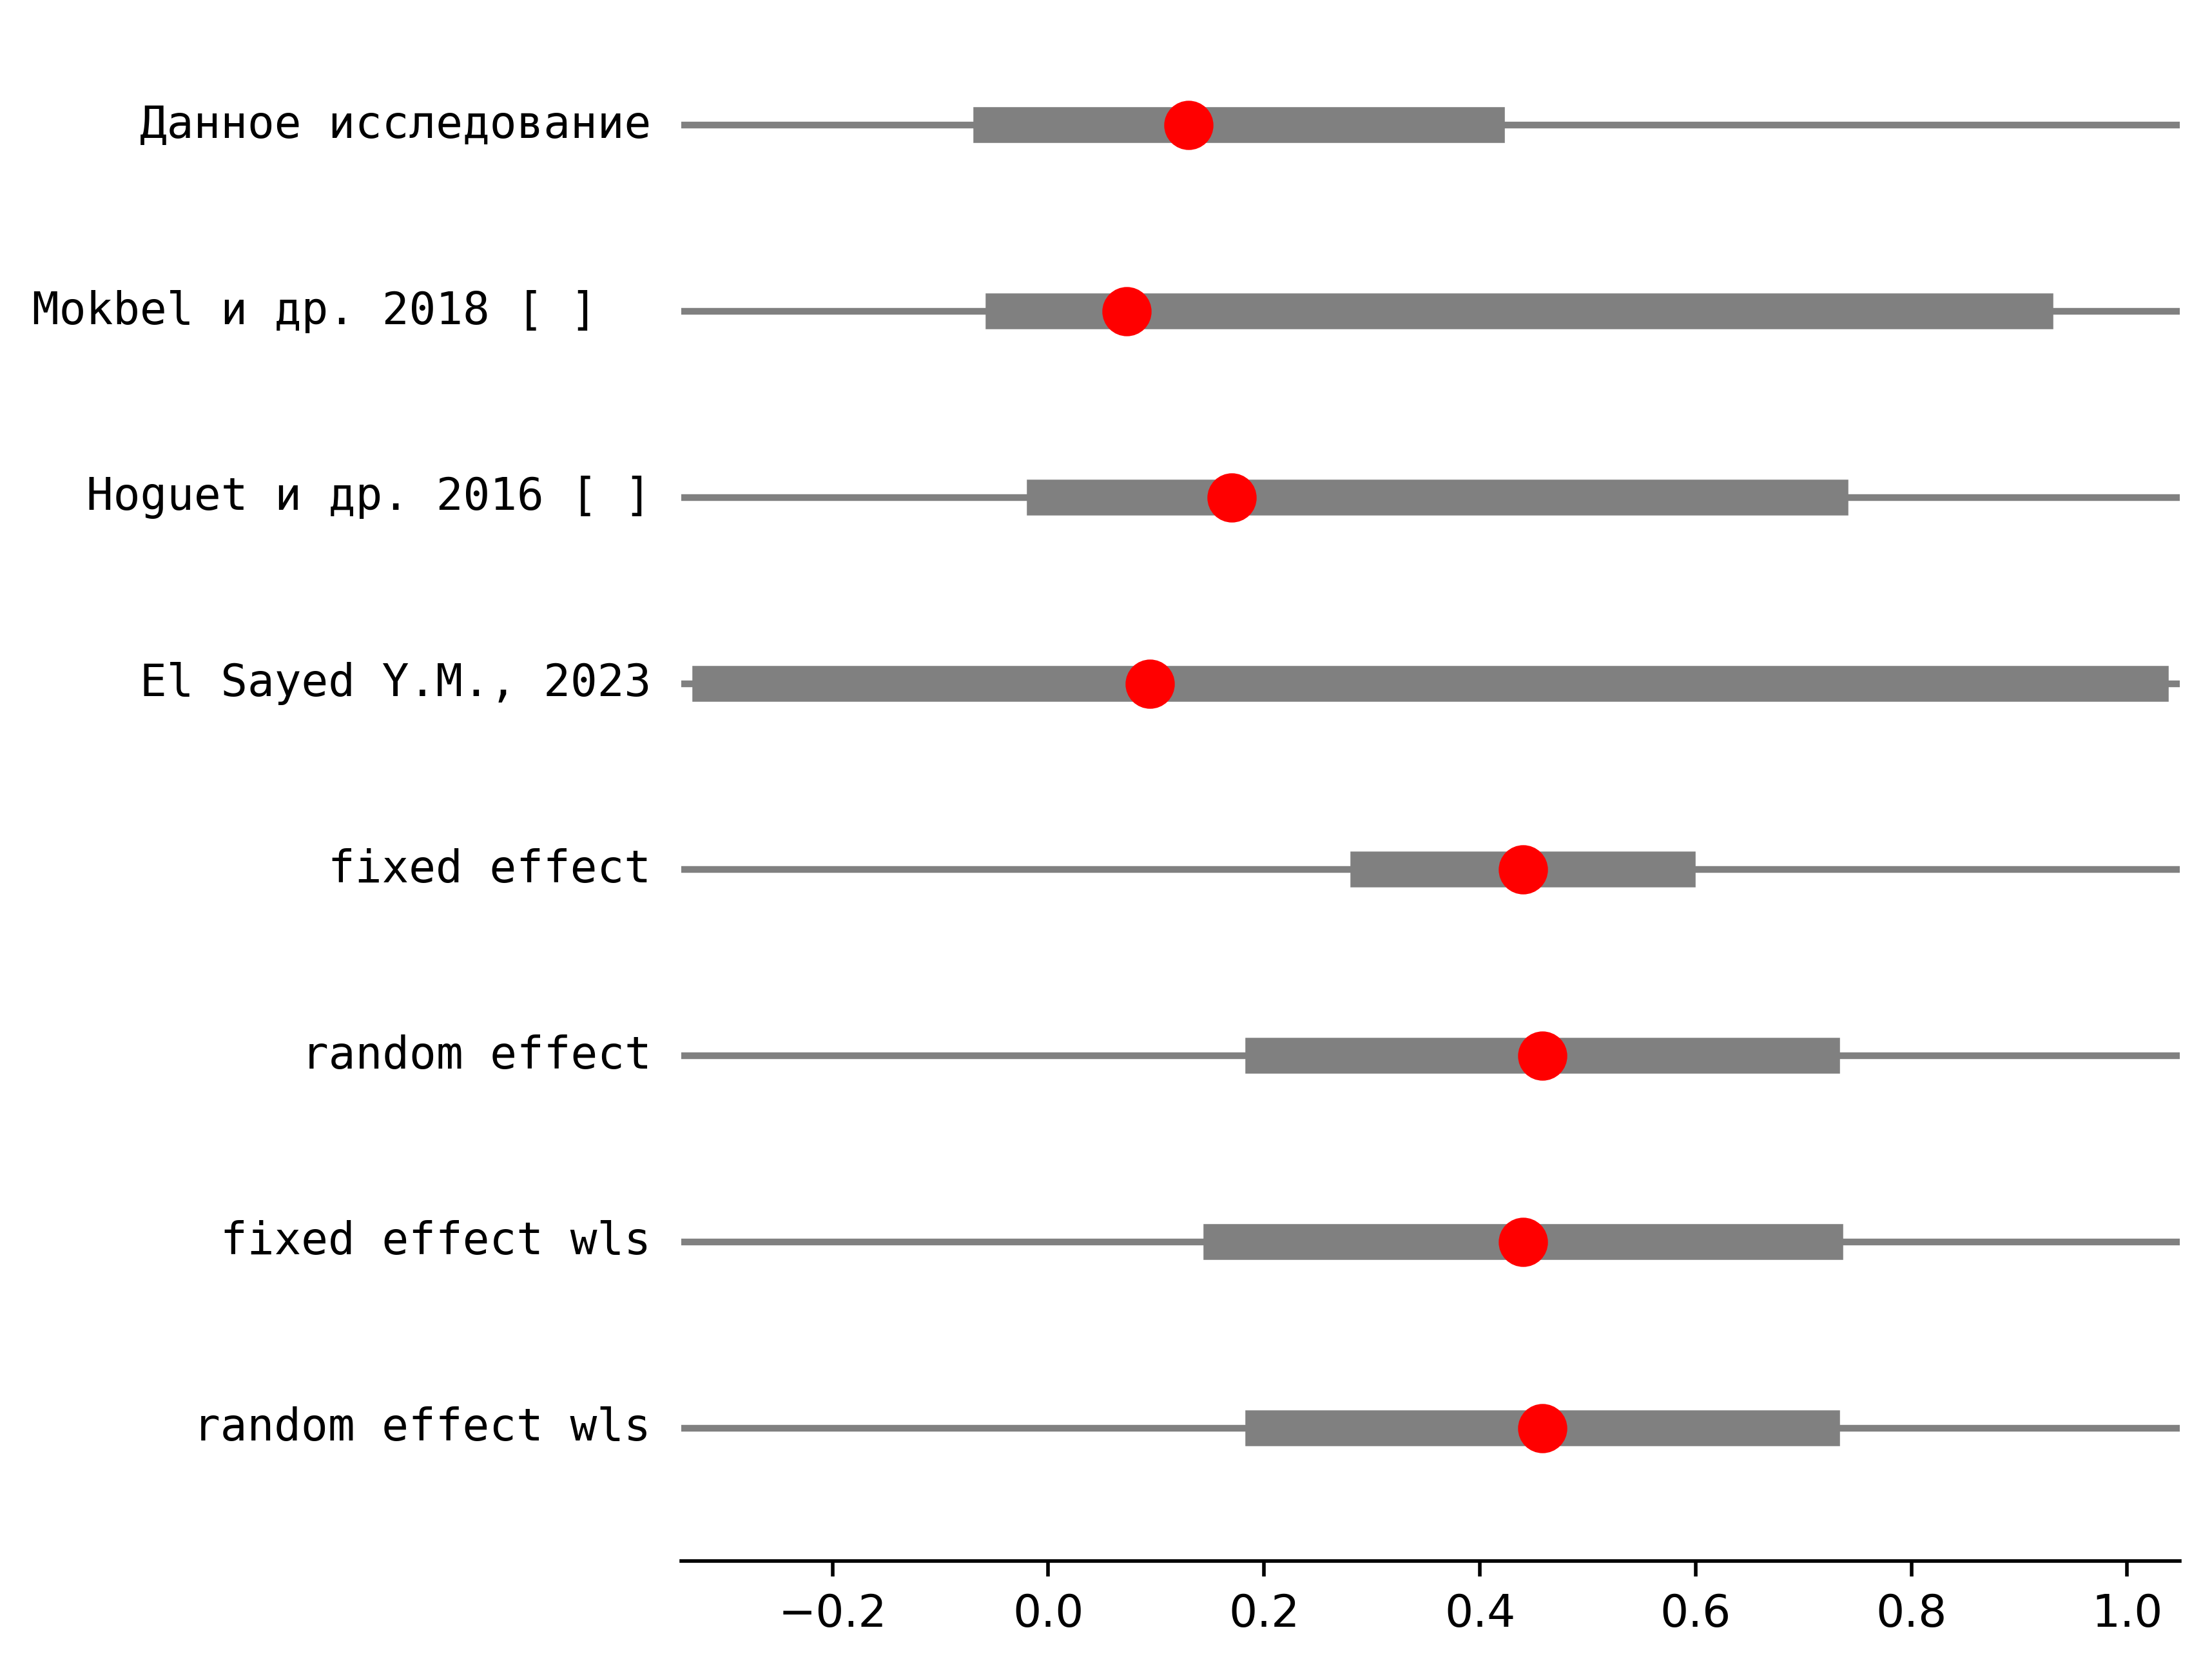 Данное исследование
Mokbel и др. 2018 [ ]
Hoguet и др. 2016 [ ]
El Sayed Y.M., 2023
fixed effect
random effect
fixed effect wls
random effect wls
−0.2 0.0 0.2 0.4 0.6 0.8 1.0